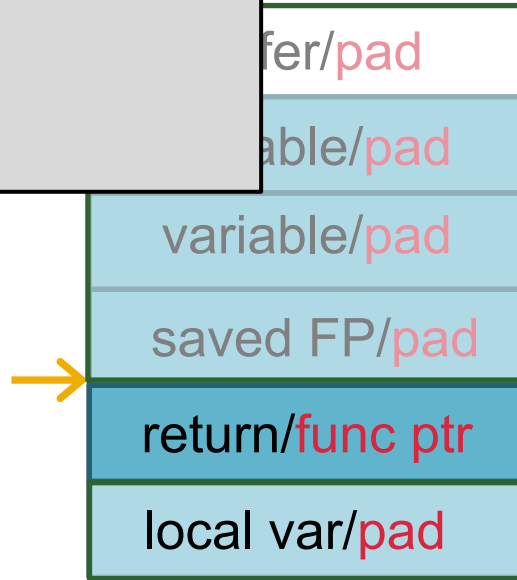 fer/pad
able/pad
variable/pad
saved FP/pad
return/func ptr
local var/pad